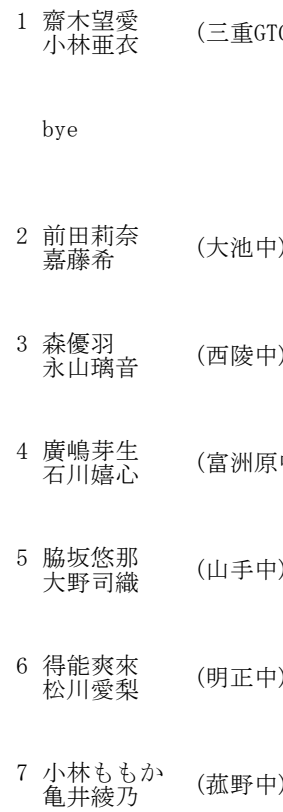 1 齋木望愛
小林亜衣 (三重GTC
bye
2 前田莉奈
嘉藤希 (大池中)
3 森優羽
永山璃音 (西陵中)
4 廣嶋芽生
石川嬉心 (富洲原中
5 脇坂悠那
大野司織 (山手中)
6 得能爽來
松川愛梨 (明正中)
7 小林ももか
亀井綾乃 (菰野中)